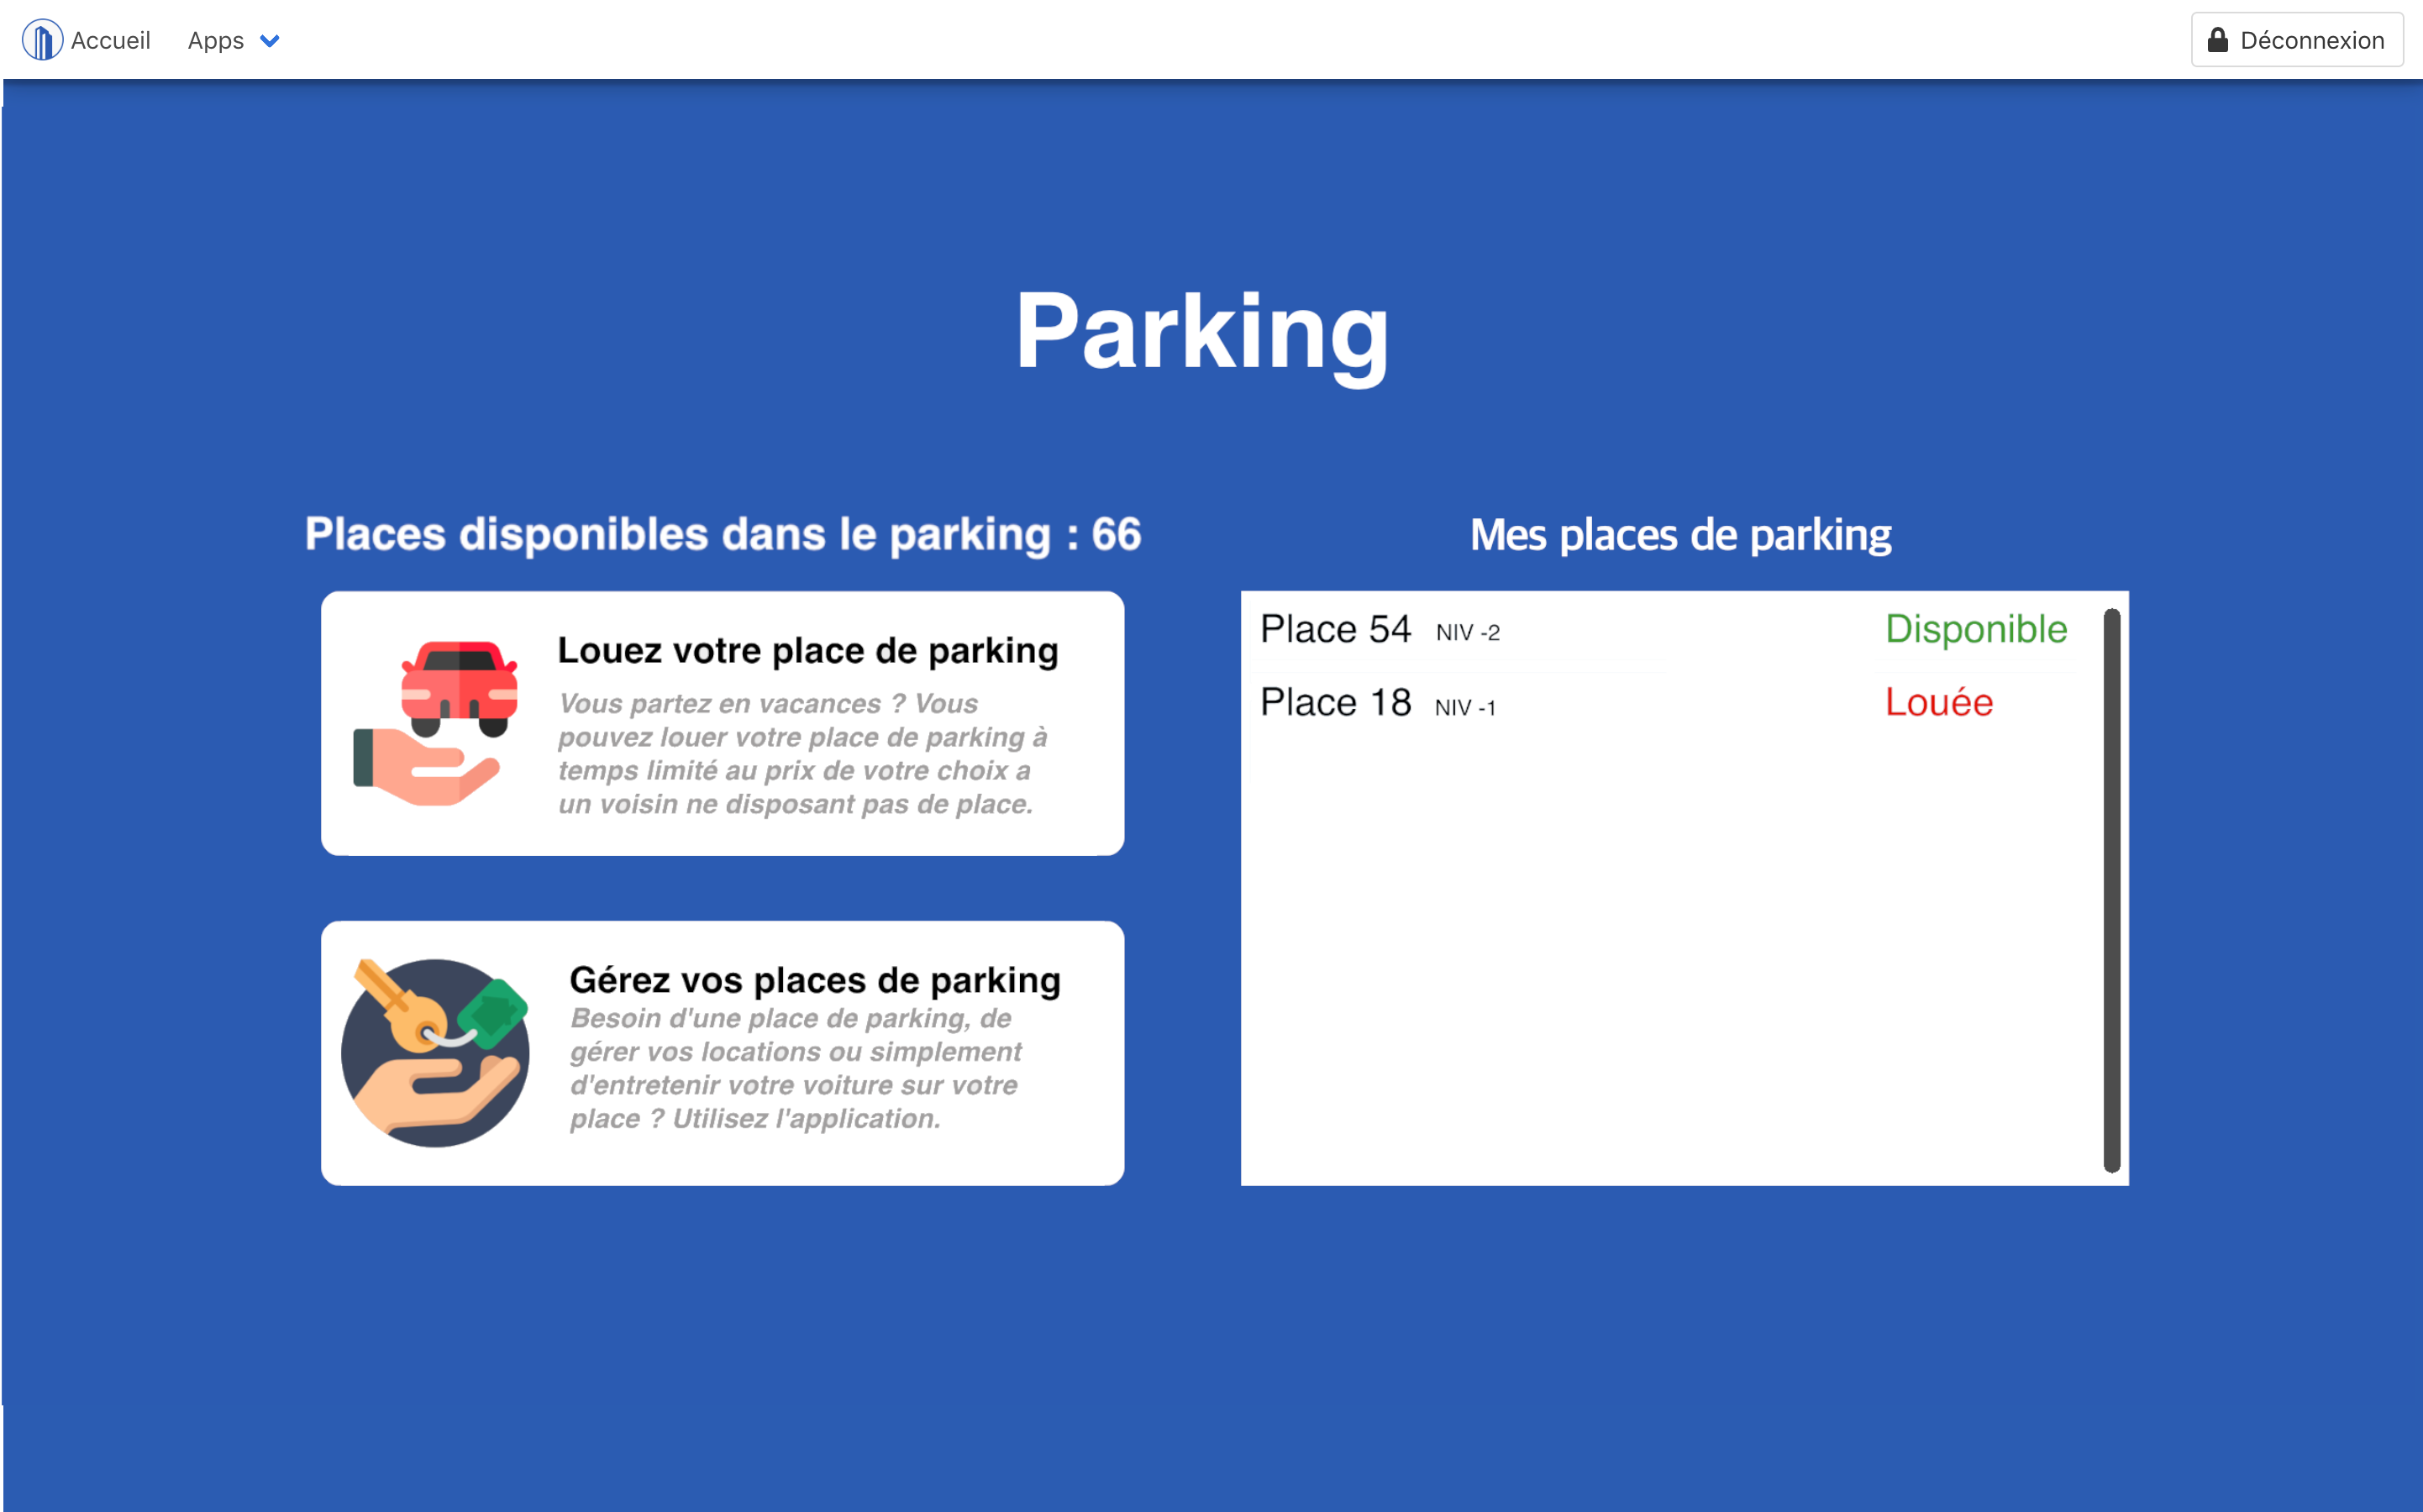 Accueil
Apps
Déconnexion
Parking
Places disponibles dans le parking : 66
Louez votre place de parking
Vous partez en vacances ? Vous
pouvez louer votre place de parking à
temps limité au prix de votre choix a
un voisin ne disposant pas de place.
Gérez vos places de parking
Besoin d'une place de parking, de
gérer vos locations ou simplement
d'entretenir votre voiture sur votre
place ? Utilisez l'application.
Mes places de parking
Place 54 NIV -2 Disponible
Place 18 NIV -1 Louée